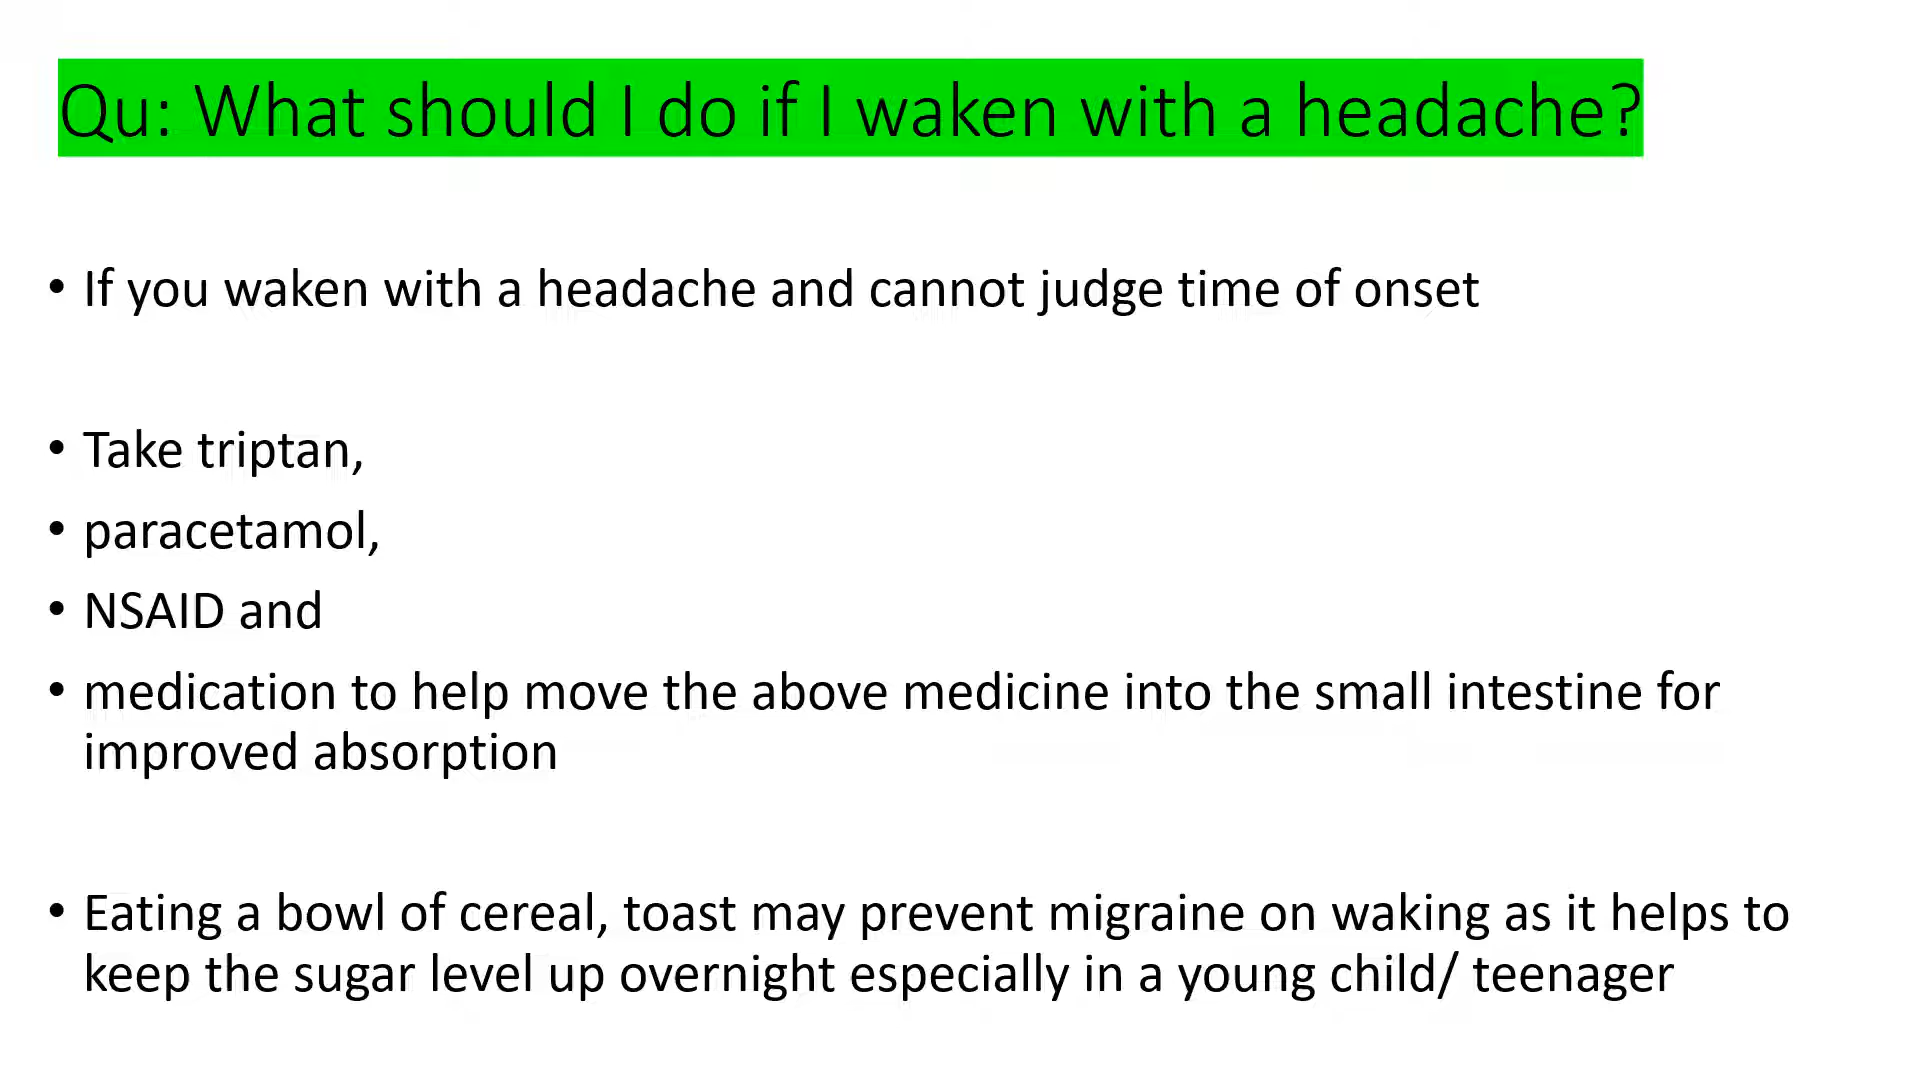 Qu: What should I do if I waken with a headache?
• If you waken with a headache and cannot judge time of onset
• Take triptan,
• paracetamol,
• NSAID and
• medication to help move the above medicine into the small intestine for
improved absorption
• Eating a bowl of cereal, toast may prevent migraine on waking as it helps to
keep the sugar level up overnight especially in a young child/ teenager